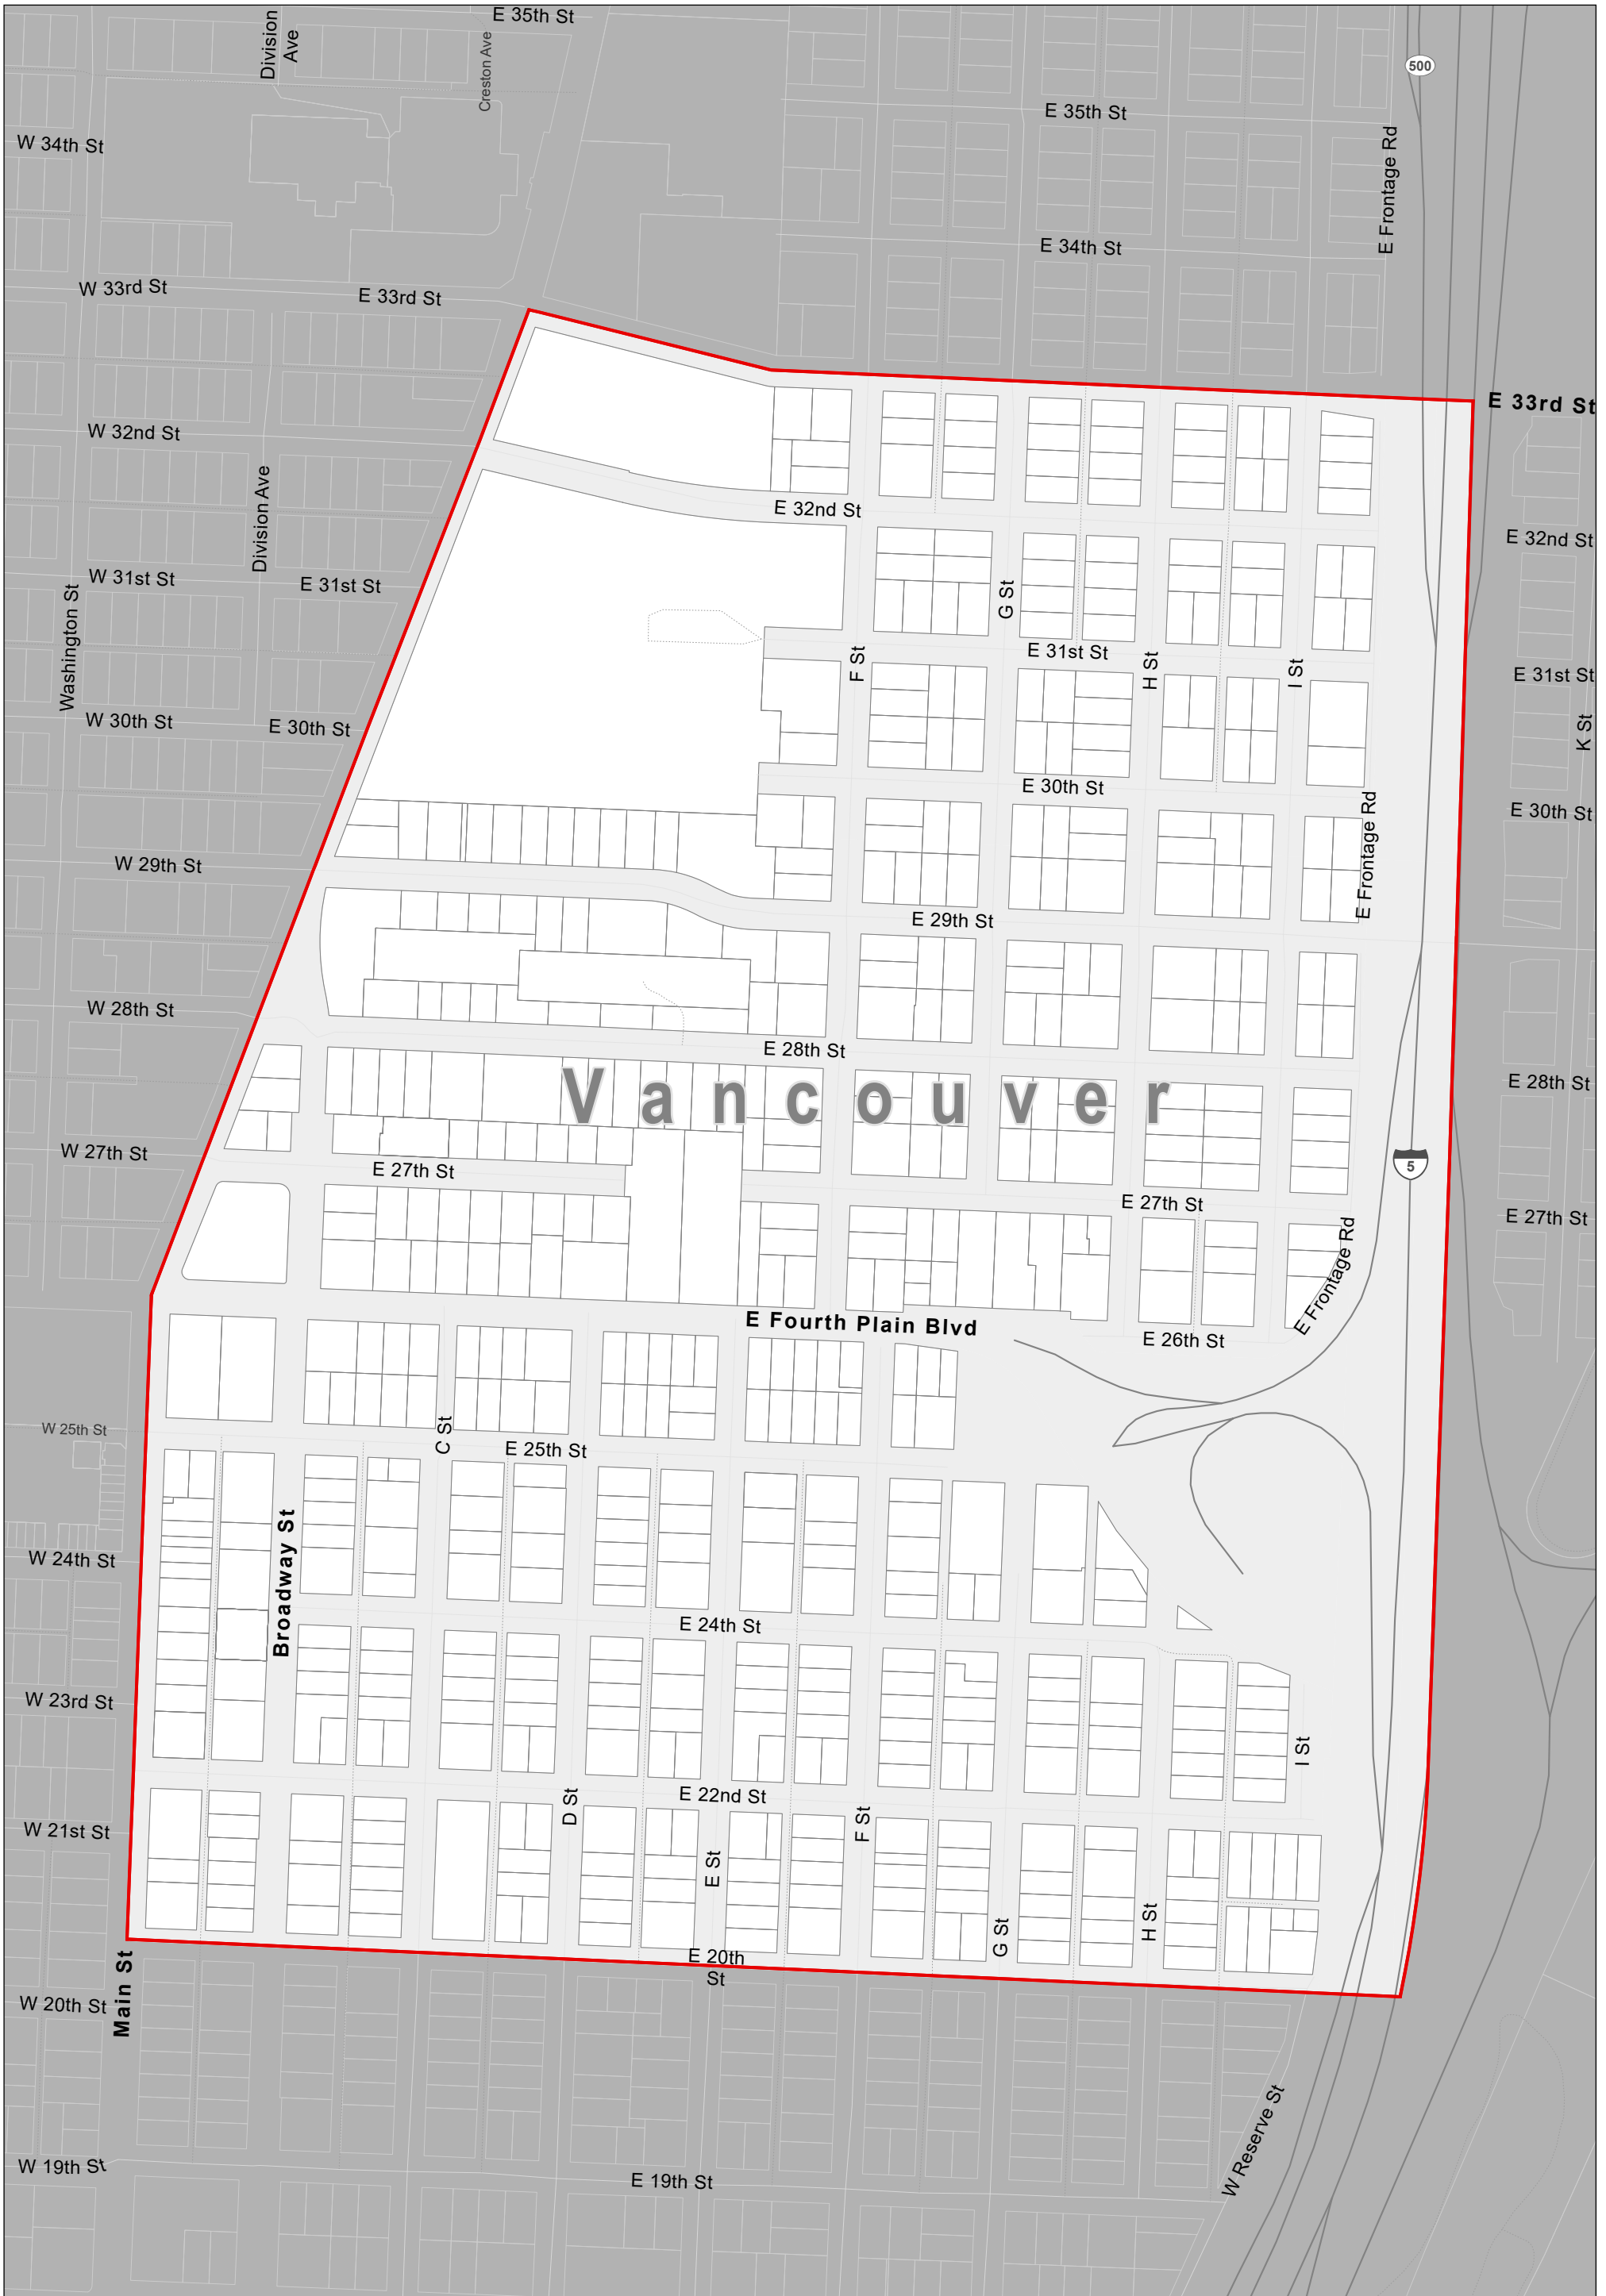 E 35th St
Division
Ave
Creston Ave
500
E 35th St
W 34th St
E Frontage Rd
E 34th St
W 33rd St
E 33rd St
E 33rd St
W 32nd St
E 32nd St
E 32nd St
Division Ave
W 31st St
E 31st St
G St
Washington St
E 31st St
F St
H St
I St
E 31st St
W 30th St
E 30th St
K St
E 30th St
E Frontage Rd
E 30th St
W 29th St
E 29th St
W 28th St
E 28th St
Vancouver
E 28th St
W 27th St
E 27th St
5
E 27th St
E 27th St
E Frontage Rd
E Fourth Plain Blvd
E 26th St
W 25th St
C St
E 25th St
Broadway St
W 24th St
E 24th St
W 23rd St
I St
E 22nd St
D St
F St
W 21st St
E St
G St
H St
E 20th
St
Main St
W 20th St
W Reserve St
W 19th St
E 19th St